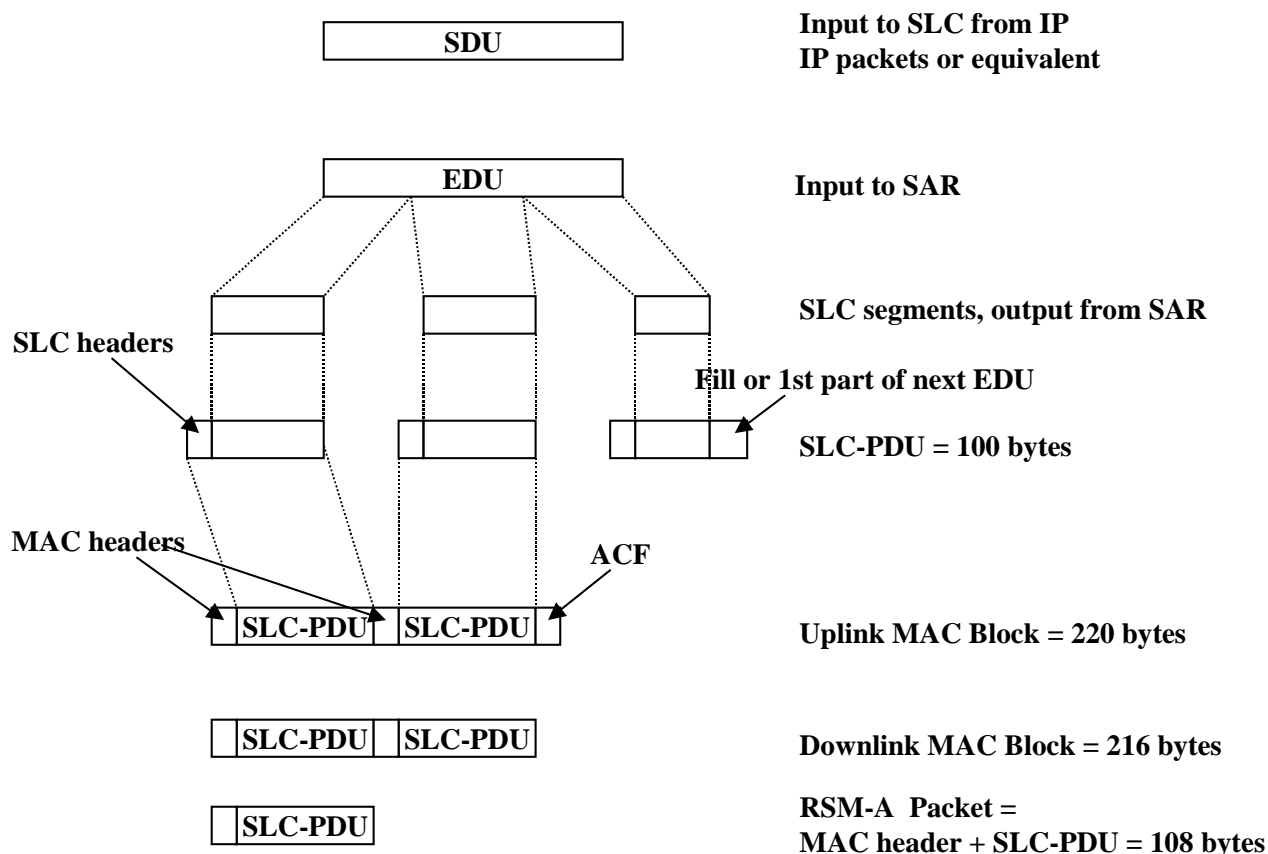 SDU
Input to SLC from IP
IP packets or equivalent
EDU
Input to SAR
SLC segments, output from SAR
SLC headers
Fill or 1st part of next EDU
SLC-PDU = 100 bytes
MAC headers
ACF
SLC-PDU SLC-PDU
Uplink MAC Block = 220 bytes
SLC-PDU SLC-PDU
Downlink MAC Block = 216 bytes
SLC-PDU
RSM-A Packet =
MAC header + SLC-PDU = 108 bytes